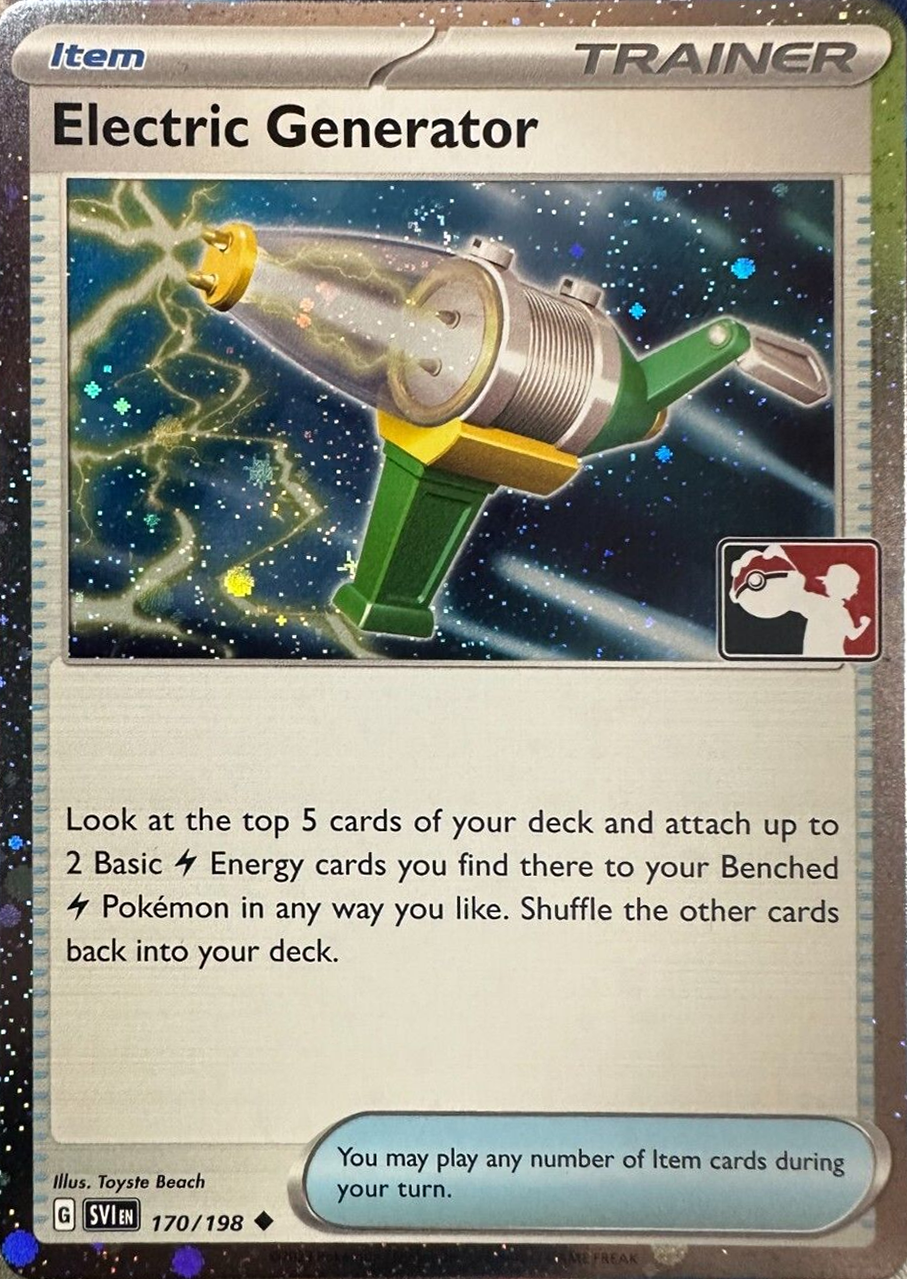 Item
TRAINER
Electric Generator
Look at the top 5 cards of your deck and attach up to
2 Basic Energy cards you find there to your Benched
Pokémon in any way you like. Shuffle the other cards
back into your deck.
You may play any number of Item cards during
your turn.
Illus. Toyste Beach
G SVI EN 170/198
GAME FREAK